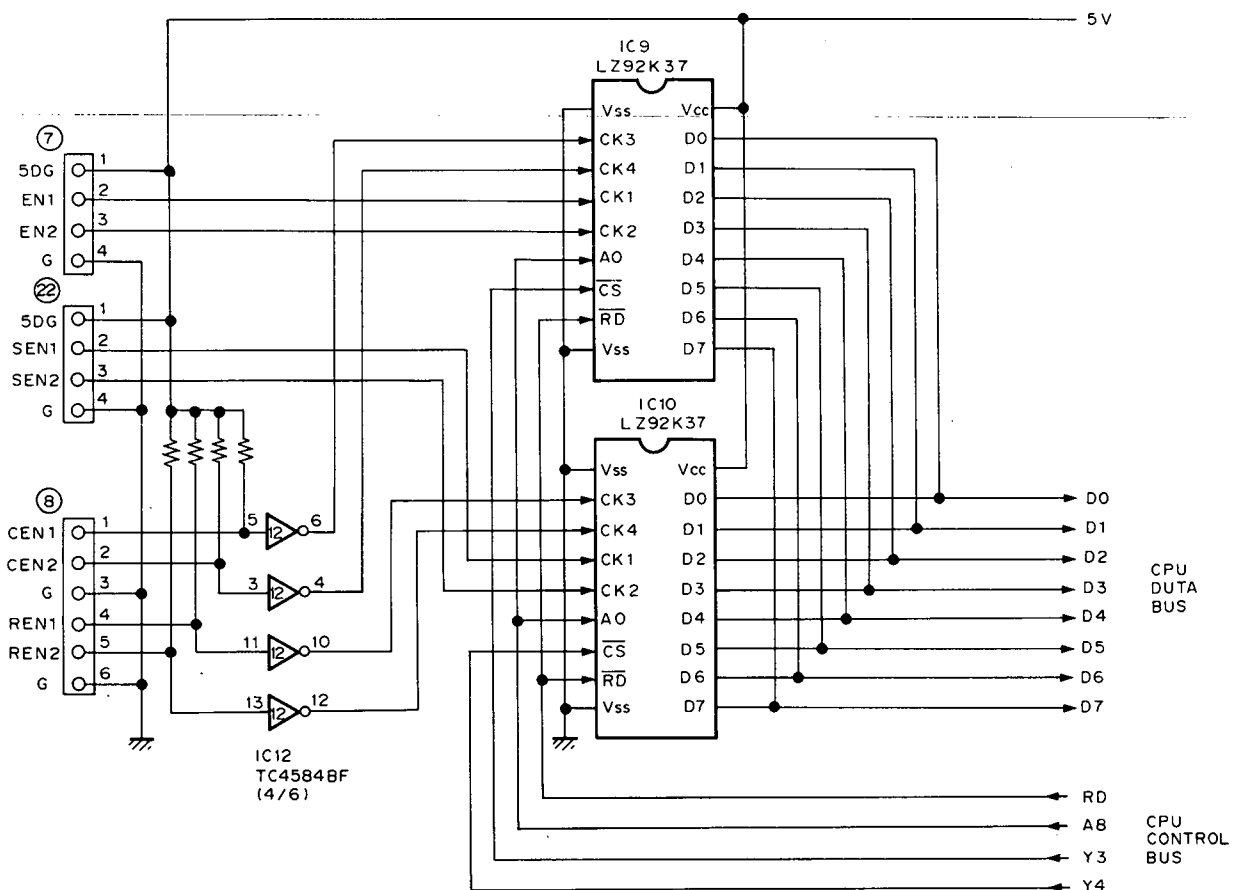 5V
IC9
LZ92K37
Vss Vcc
CK3 D0
CK4 D1
CK1 D2
CK2 D3
A0 D4
CS D5
RD D6
Vss D7
7
5DG 1
EN1 2
EN2 3
G 4
22
5DG 1
SEN1 2
SEN2 3
G 4
8
CEN1 1
CEN2 2
G 3
REN1 4
REN2 5
G 6
5 12 6
3 12 4
11 12 10
13 12 12
IC12
TC4584BF
(4/6)
IC10
LZ92K37
Vss Vcc
CK3 D0
CK4 D1
CK1 D2
CK2 D3
A0 D4
CS D5
RD D6
Vss D7
D0
D1
D2
D3
D4
D5
D6
D7
CPU
DUTA
BUS
RD
A8
Y3
Y4
CPU
CONTROL
BUS